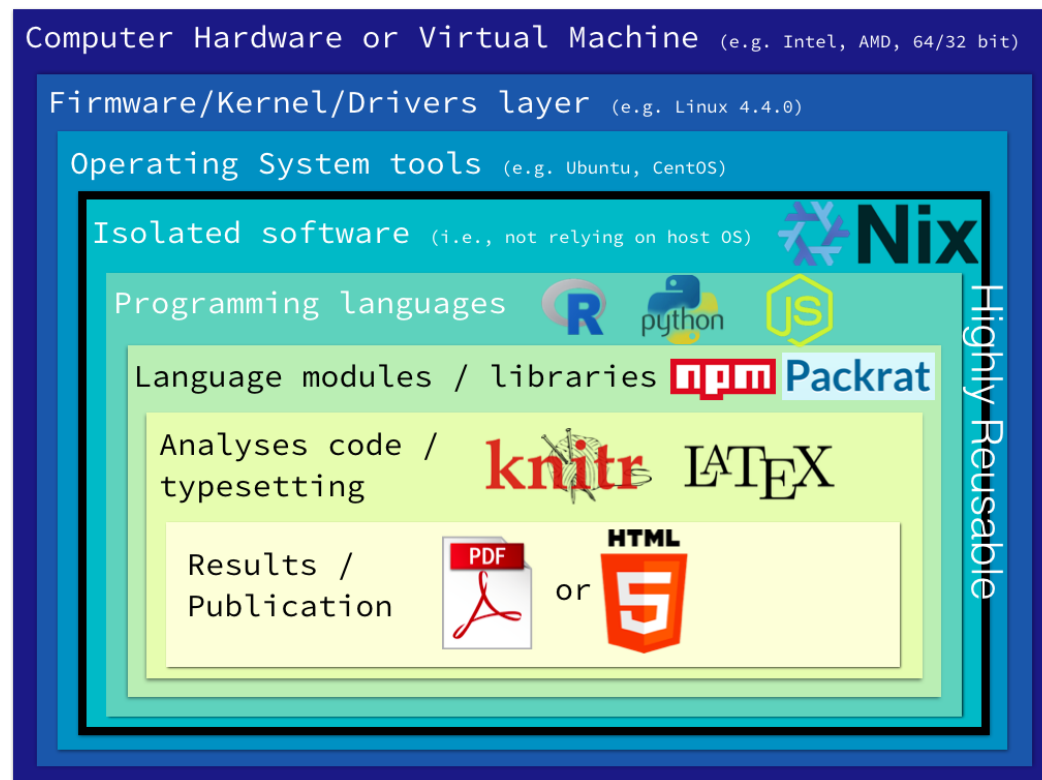 Computer Hardware or Virtual Machine (e.g. Intel, AMD, 64/32 bit)
Firmware/Kernel/Drivers layer (e.g. Linux 4.4.0)
Operating System tools (e.g. Ubuntu, CentOS)
Isolated software (i.e., not relying on host OS) Nix
Programming languages R python JS
Language modules / libraries npm Packrat
Analyses code /
typesetting knitr LATEX
Results /
Publication PDF or HTML 5
Highly Reusable